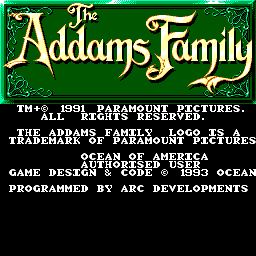 The
Addams Family
TM+© 1991 PARAMOUNT PICTURES.
ALL RIGHTS RESERVED.
THE ADDAMS FAMILY LOGO IS A
TRADEMARK OF PARAMOUNT PICTURES
OCEAN OF AMERICA
AUTHORISED USER
GAME DESIGN & CODE © 1993 OCEAN
PROGRAMMED BY ARC DEVELOPMENTS